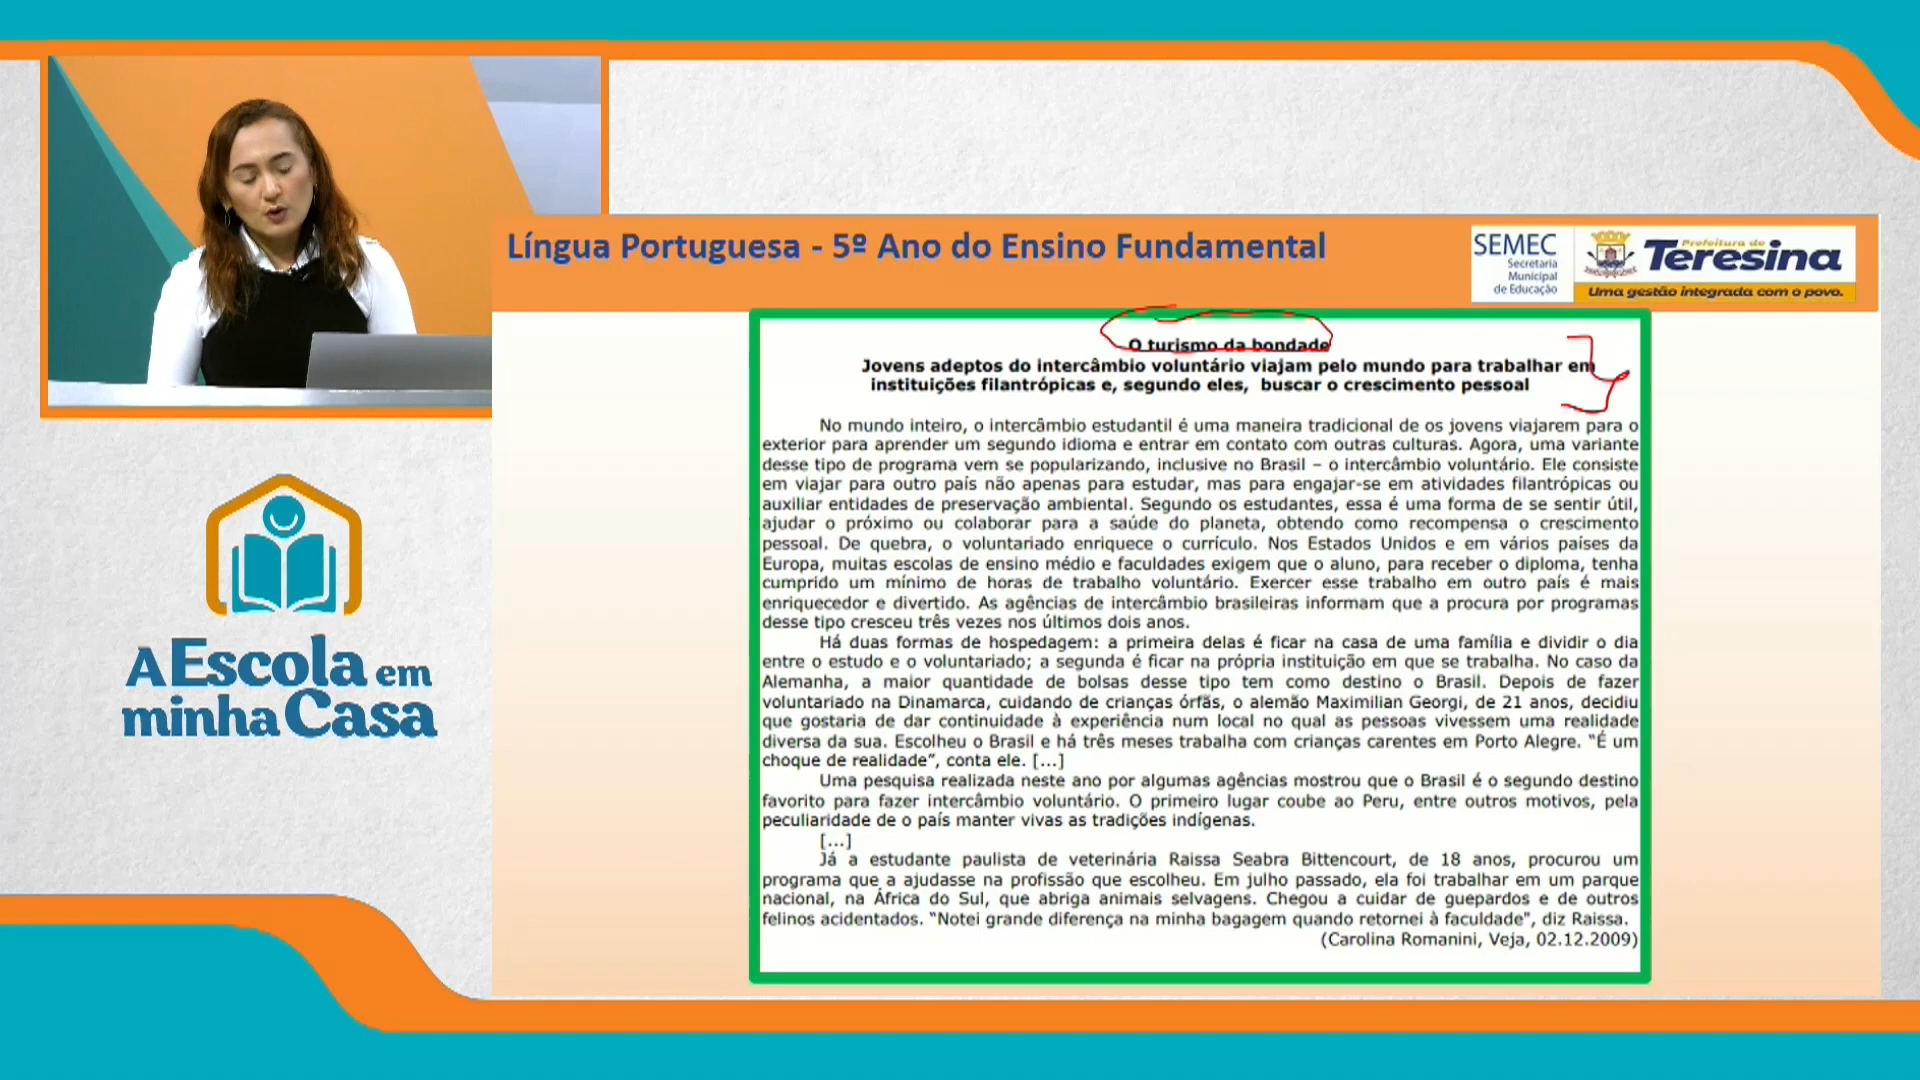 Língua Portuguesa - 5º Ano do Ensino Fundamental
SEMEC
Secretaria
Municipal
de Educação
Prefeitura de
Teresina
Uma gestão integrada com o povo.
O turismo da bondade
Jovens adeptos do intercâmbio voluntário viajam pelo mundo para trabalhar em
instituições filantrópicas e, segundo eles, buscar o crescimento pessoal
No mundo inteiro, o intercâmbio estudantil é uma maneira tradicional de os jovens viajarem para o
exterior para aprender um segundo idioma e entrar em contato com outras culturas. Agora, uma variante
desse tipo de programa vem se popularizando, inclusive no Brasil – o intercâmbio voluntário. Ele consiste
em viajar para outro país não apenas para estudar, mas para engajar-se em atividades filantrópicas ou
auxiliar entidades de preservação ambiental. Segundo os estudantes, essa é uma forma de se sentir útil,
ajudar o próximo ou colaborar para a saúde do planeta, obtendo como recompensa o crescimento
pessoal. De quebra, o voluntariado enriquece o currículo. Nos Estados Unidos e em vários países da
Europa, muitas escolas de ensino médio e faculdades exigem que o aluno, para receber o diploma, tenha
cumprido um mínimo de horas de trabalho voluntário. Exercer esse trabalho em outro país é mais
enriquecedor e divertido. As agências de intercâmbio brasileiras informam que a procura por programas
desse tipo cresceu três vezes nos últimos dois anos.
Há duas formas de hospedagem: a primeira delas é ficar na casa de uma família e dividir o dia
entre o estudo e o voluntariado; a segunda é ficar na própria instituição em que se trabalha. No caso da
Alemanha, a maior quantidade de bolsas desse tipo tem como destino o Brasil. Depois de fazer
voluntariado na Dinamarca, cuidando de crianças órfãs, o alemão Maximilian Georgi, de 21 anos, decidiu
que gostaria de dar continuidade à experiência num local no qual as pessoas vivessem uma realidade
diversa da sua. Escolheu o Brasil e há três meses trabalha com crianças carentes em Porto Alegre. “É um
choque de realidade”, conta ele. [...]
Uma pesquisa realizada neste ano por algumas agências mostrou que o Brasil é o segundo destino
favorito para fazer intercâmbio voluntário. O primeiro lugar coube ao Peru, entre outros motivos, pela
peculiaridade de o país manter vivas as tradições indígenas.
[...]
Já a estudante paulista de veterinária Raissa Seabra Bittencourt, de 18 anos, procurou um
programa que a ajudasse na profissão que escolheu. Em julho passado, ela foi trabalhar em um parque
nacional, na África do Sul, que abriga animais selvagens. Chegou a cuidar de guepardos e de outros
felinos acidentados. “Notei grande diferença na minha bagagem quando retornei à faculdade", diz Raissa.
(Carolina Romanini, Veja, 02.12.2009)
A Escola em
minha Casa